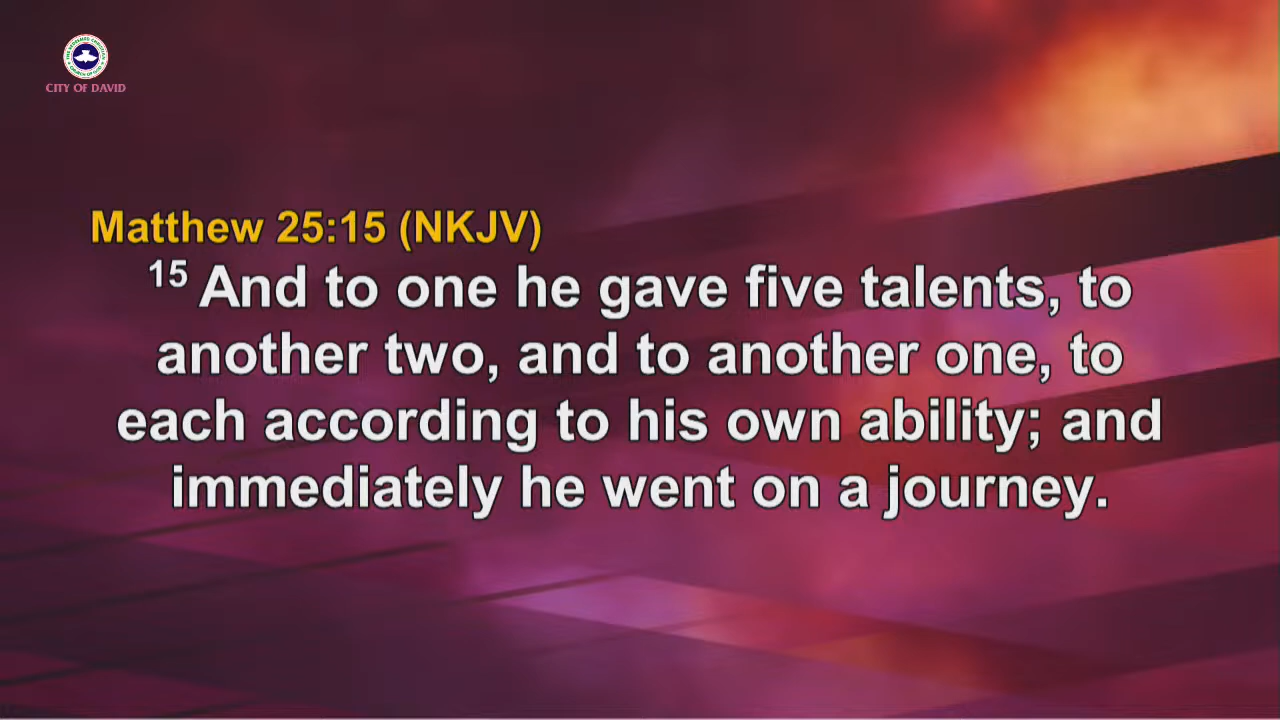 CITY OF DAVID
Matthew 25:15 (NKJV)
15 And to one he gave five talents, to
another two, and to another one, to
each according to his own ability; and
immediately he went on a journey.